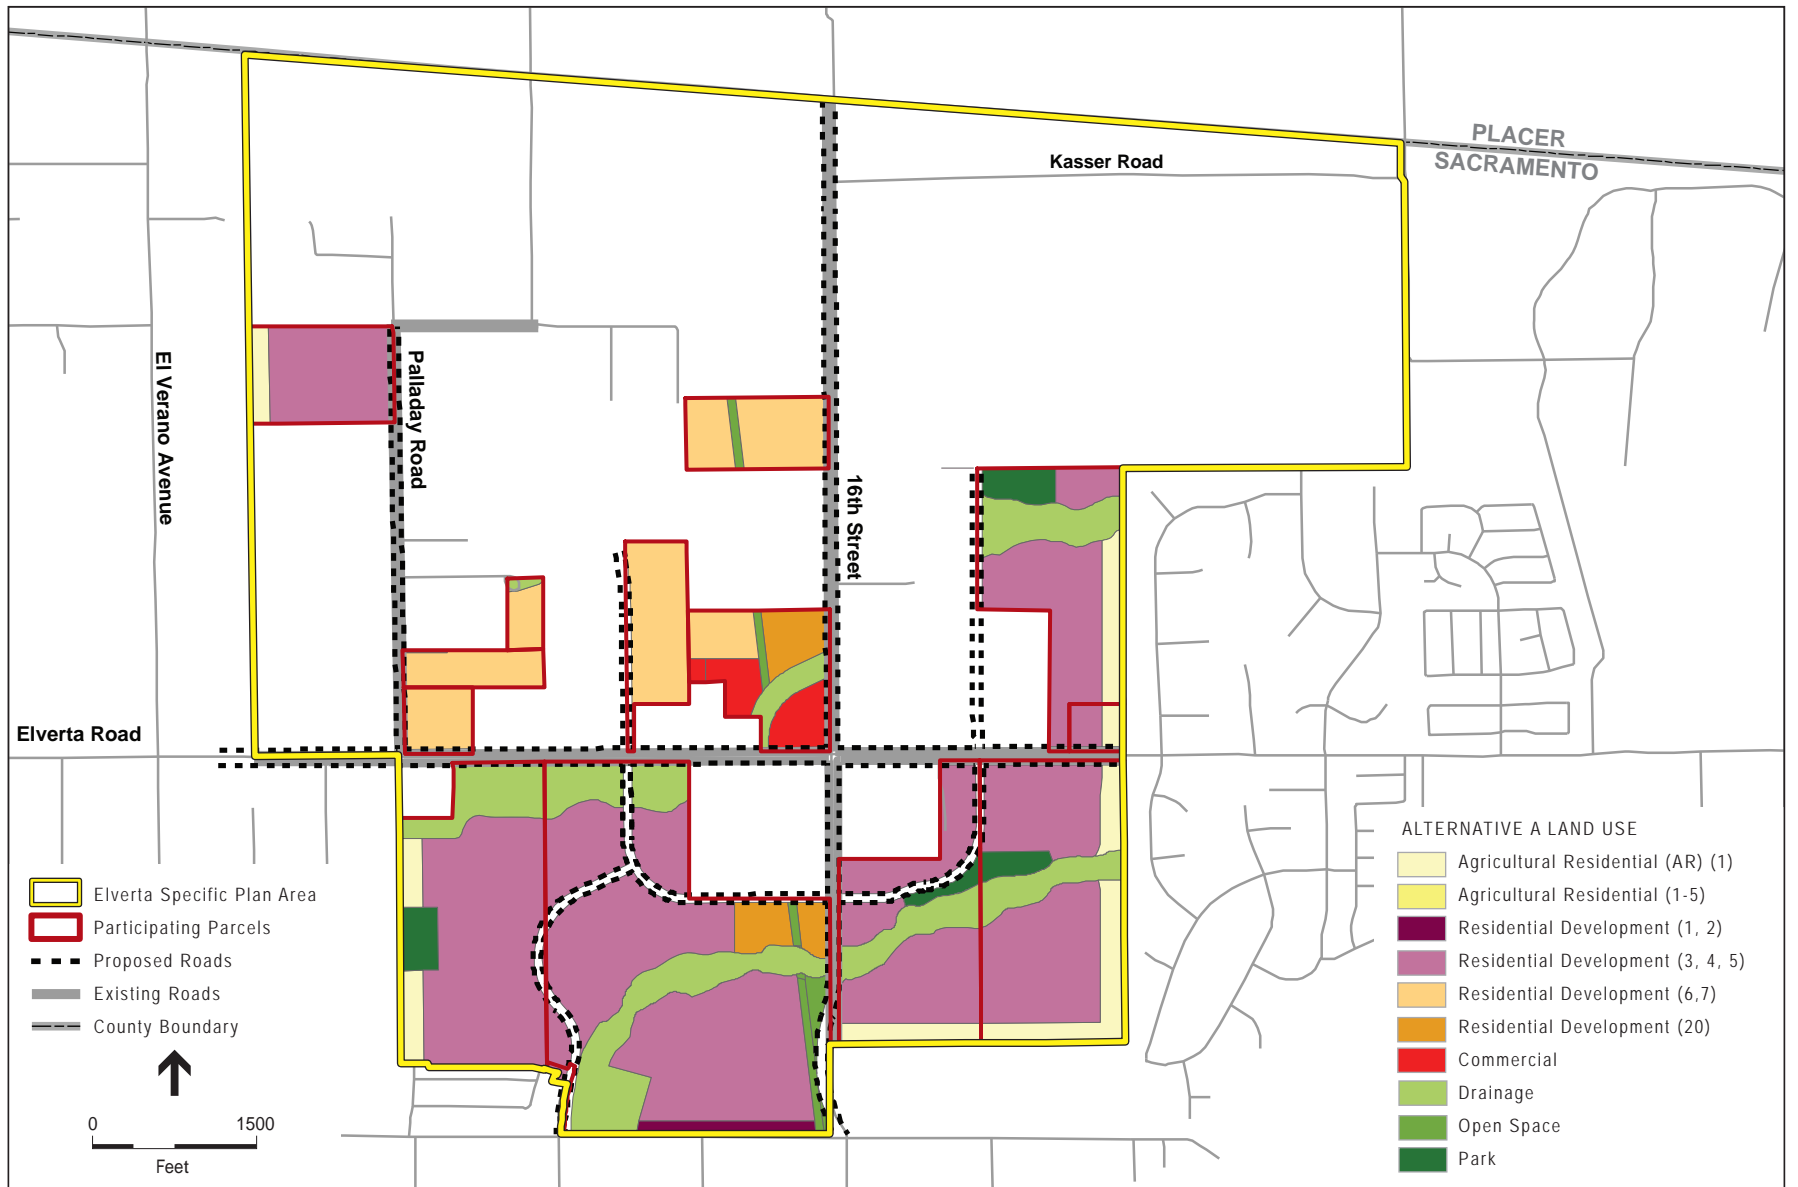 PLACER
SACRAMENTO
Kasser Road
El Verano Avenue
Palladay Road
16th Street
Elverta Road
Elverta Specific Plan Area
Participating Parcels
Proposed Roads
Existing Roads
County Boundary
0 1500
Feet
ALTERNATIVE A LAND USE
Agricultural Residential (AR) (1)
Agricultural Residential (1-5)
Residential Development (1, 2)
Residential Development (3, 4, 5)
Residential Development (6,7)
Residential Development (20)
Commercial
Drainage
Open Space
Park